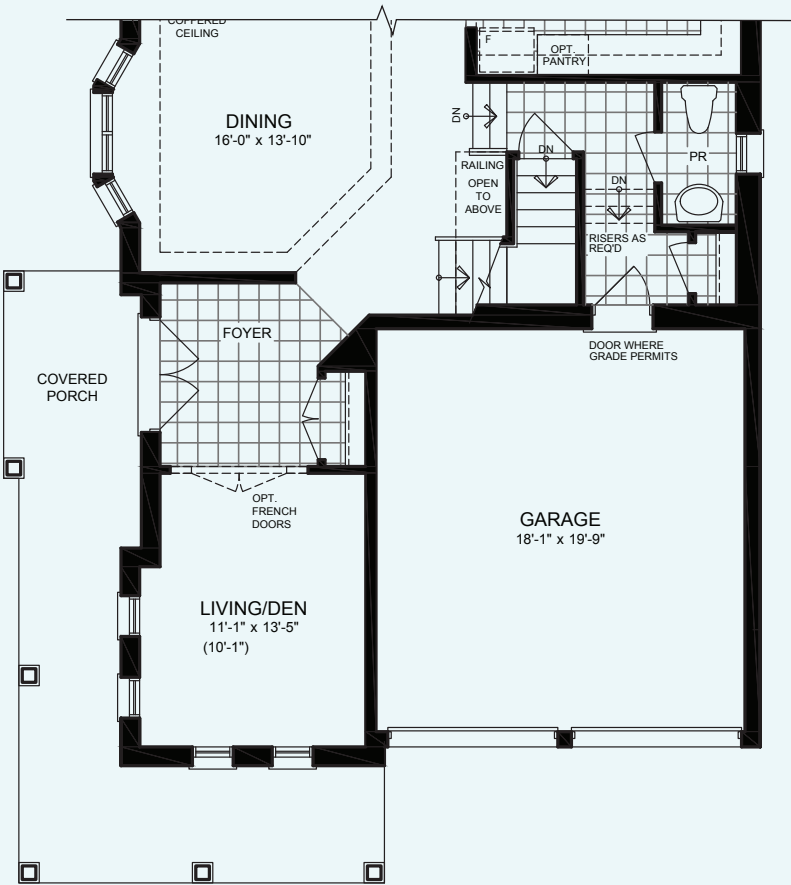 COFFERED
CEILING
F
OPT.
PANTRY
DINING
16'-0" x 13'-10"
DN
DN
RAILING
OPEN
TO
ABOVE
PR
DN
RISERS AS
REQ'D
FOYER
DOOR WHERE
GRADE PERMITS
COVERED
PORCH
OPT.
FRENCH
DOORS
GARAGE
18'-1" x 19'-9"
LIVING/DEN
11'-1" x 13'-5"
(10'-1")